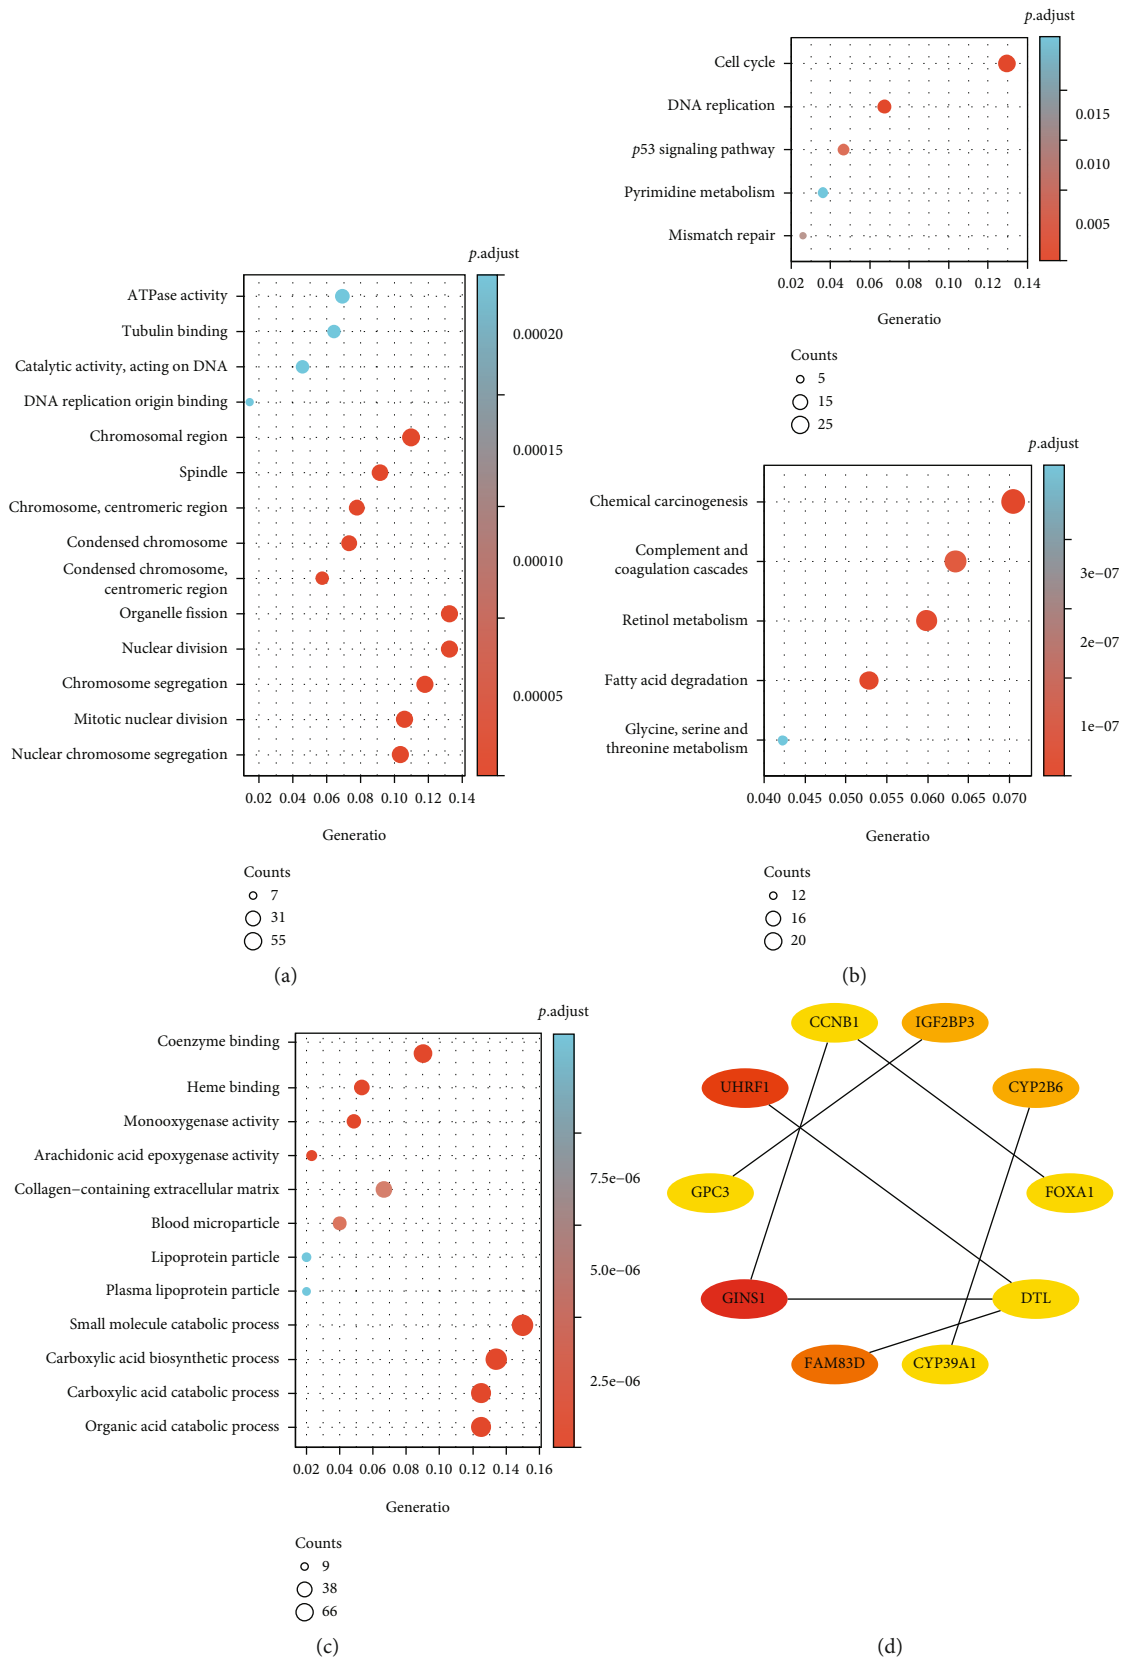 p.adjust
Cell cycle
DNA replication
p53 signaling pathway
Pyrimidine metabolism
Mismatch repair
0.015
0.010
0.005
0.02 0.04 0.06 0.08 0.10 0.12 0.14
Generatio
Counts
5
15
25
p.adjust
ATPase activity
Tubulin binding
Catalytic activity, acting on DNA
DNA replication origin binding
Chromosomal region
Spindle
Chromosome, centromeric region
Condensed chromosome
Condensed chromosome,
centromeric region
Organelle fission
Nuclear division
Chromosome segregation
Mitotic nuclear division
Nuclear chromosome segregation
0.00020
0.00015
0.00010
0.00005
0.02 0.04 0.06 0.08 0.10 0.12 0.14
Generatio
Counts
7
31
55
(a)
p.adjust
Chemical carcinogenesis
Complement and
coagulation cascades
Retinol metabolism
Fatty acid degradation
Glycine, serine and
threonine metabolism
3e−07
2e−07
1e−07
0.040 0.045 0.050 0.055 0.060 0.065 0.070
Generatio
Counts
12
16
20
(b)
p.adjust
Coenzyme binding
Heme binding
Monooxygenase activity
Arachidonic acid epoxygenase activity
Collagen−containing extracellular matrix
Blood microparticle
Lipoprotein particle
Plasma lipoprotein particle
Small molecule catabolic process
Carboxylic acid biosynthetic process
Carboxylic acid catabolic process
Organic acid catabolic process
7.5e−06
5.0e−06
2.5e−06
0.02 0.04 0.06 0.08 0.10 0.12 0.14 0.16
Generatio
Counts
9
38
66
(c)
CCNB1
IGF2BP3
UHRF1
CYP2B6
GPC3
FOXA1
GINS1
DTL
FAM83D
CYP39A1
(d)